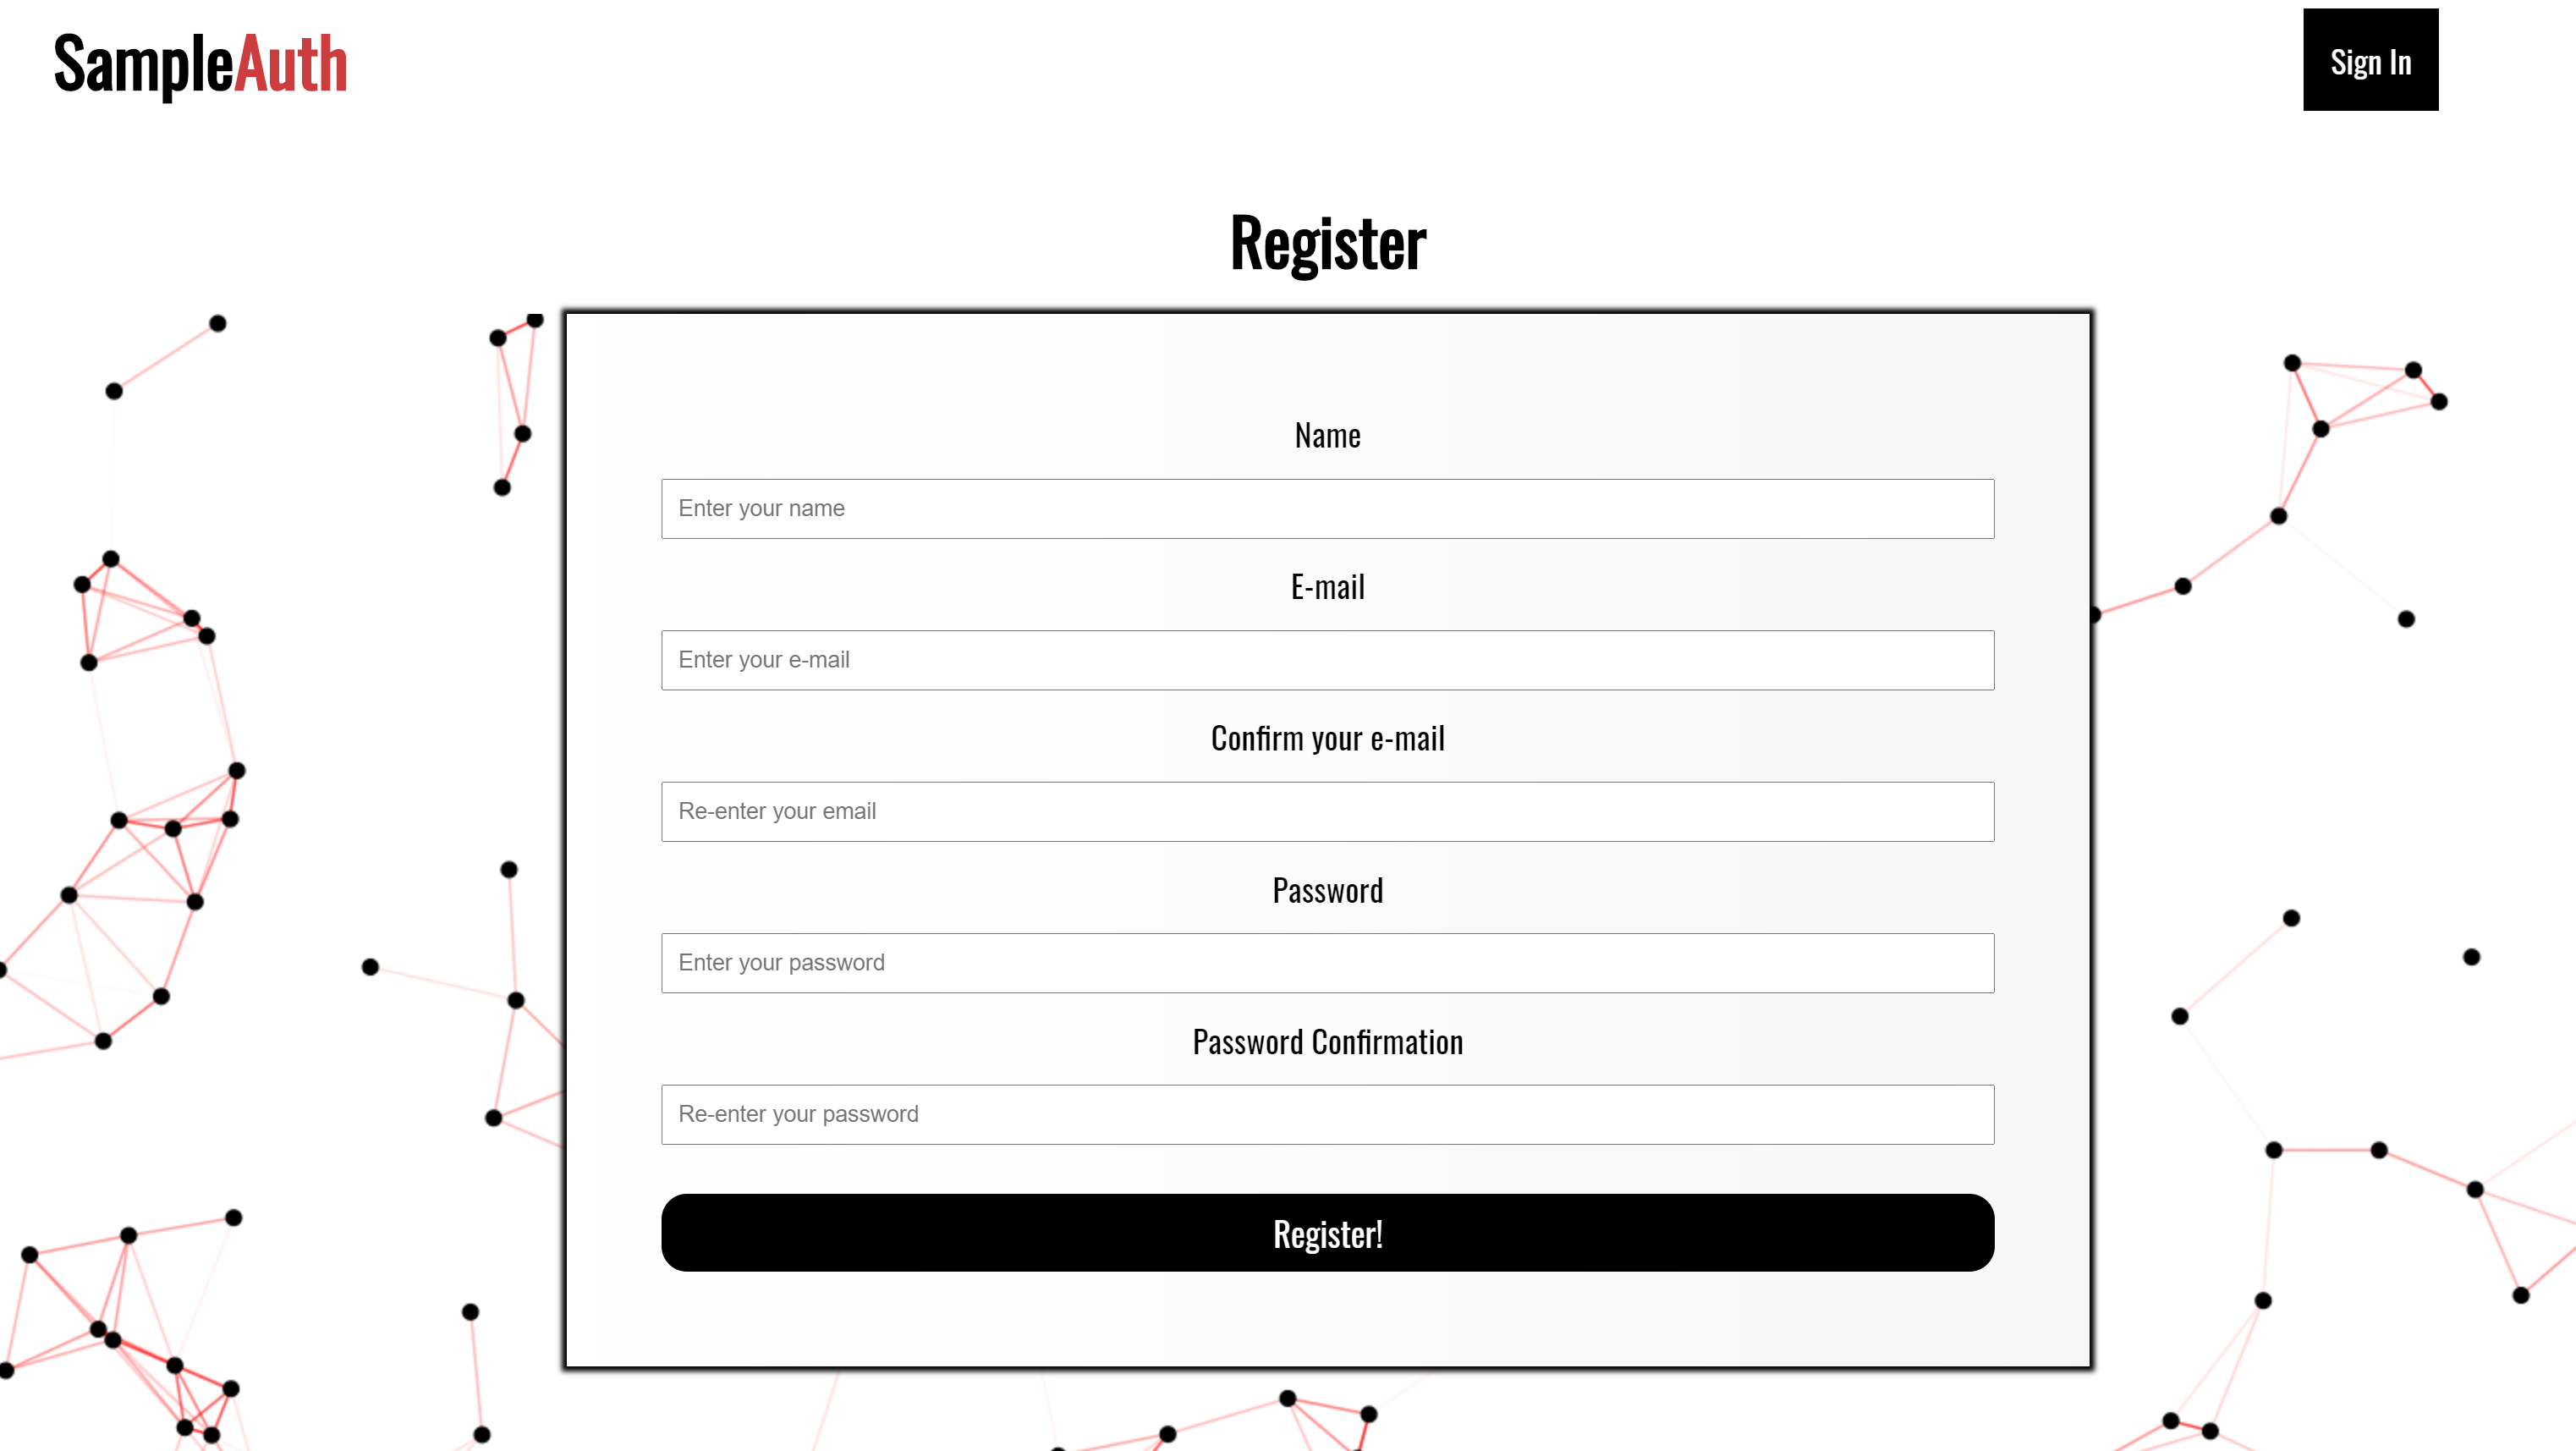 SampleAuth
Sign In
Register
Name
Enter your name
E-mail
Enter your e-mail
Confirm your e-mail
Re-enter your email
Password
Enter your password
Password Confirmation
Re-enter your password
Register!